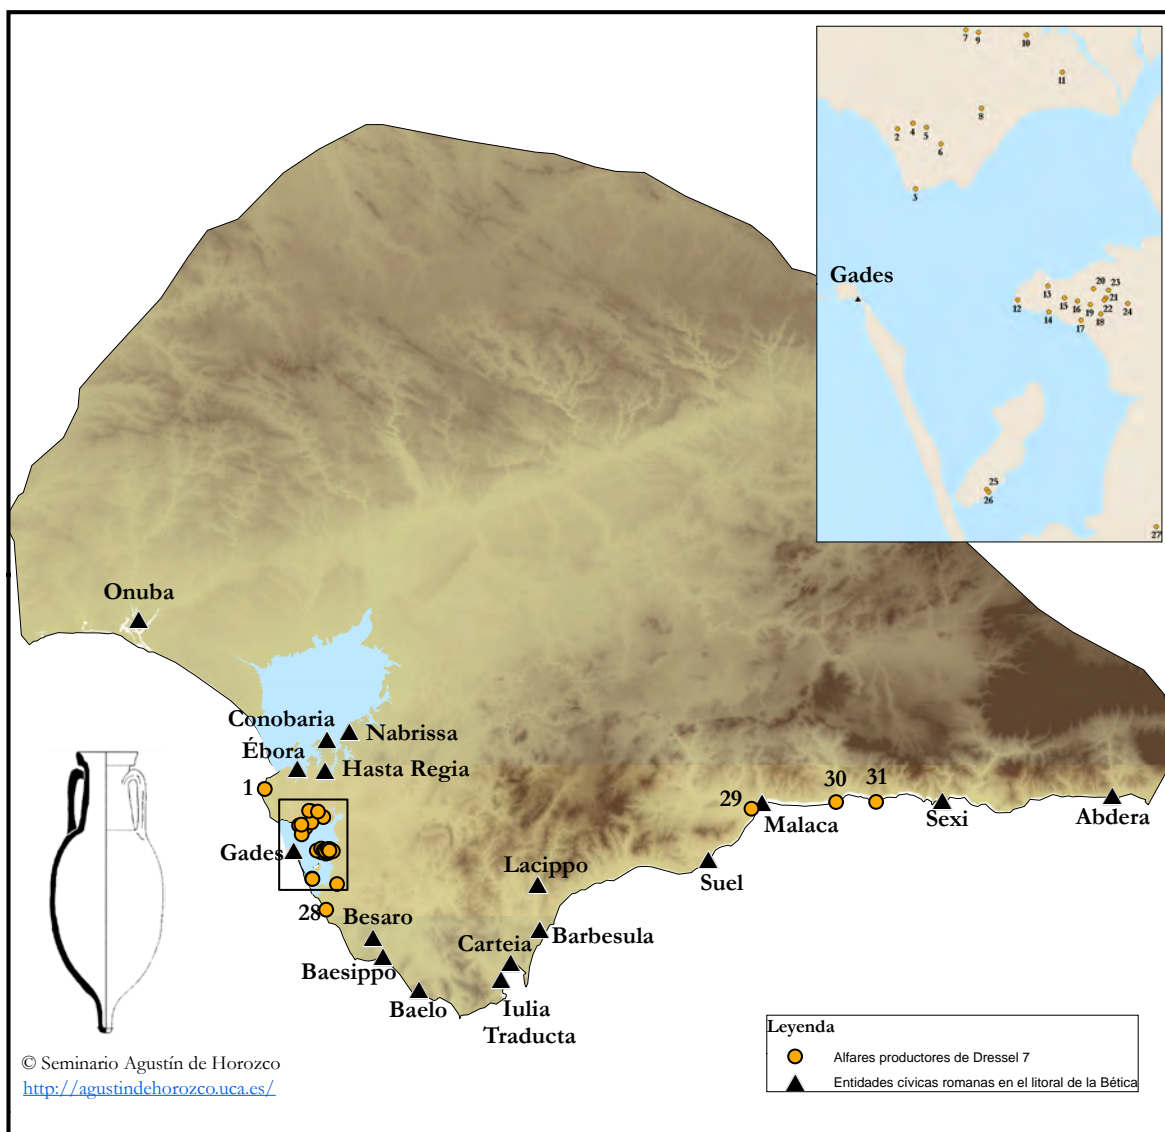 7
9
10
11
8
2
4
5
6
3
Gades
12
13
14
15
16
17
18
19
20
21
22
23
24
25
26
27
Onuba
Conobaria
Nabrissa
Ébora
Hasta Regia
1
Gades
28
Besaro
Baesippo
Baelo
Lacippo
Carteia
Barbesula
Iulia
Traducta
Suel
29
Malaca
30
31
Sexi
Abdera
Leyenda
Alfares productores de Dressel 7
Entidades cívicas romanas en el litoral de la Bética
© Seminario Agustín de Horozco
http://agustindehorozco.uca.es/